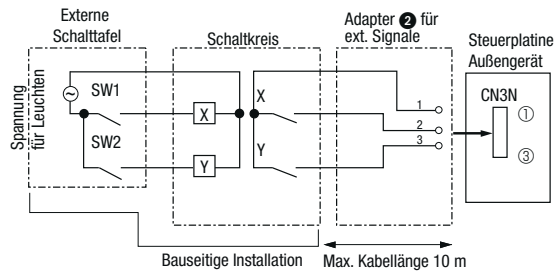 Externe
Schalttafel
Schaltkreis
Adapter ❷ für
ext. Signale
Steuerplatine
Außengerät
Spannung
für Leuchten
SW1
SW2
X
Y
X
Y
1
2
3
CN3N
①
③
Bauseitige Installation
Max. Kabellänge 10 m